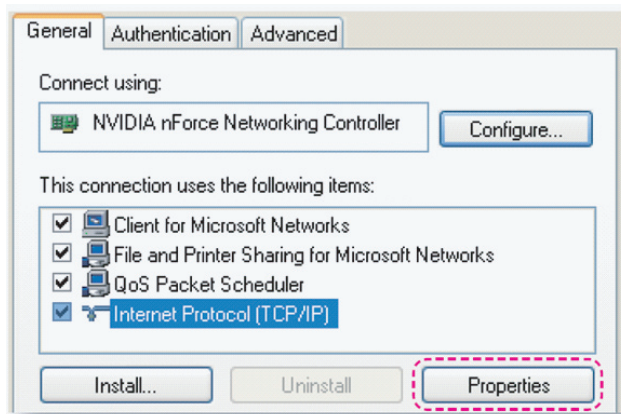 General Authentication Advanced
Connect using:
NVIDIA nForce Networking Controller Configure...
This connection uses the following items:
Client for Microsoft Networks
File and Printer Sharing for Microsoft Networks
QoS Packet Scheduler
Internet Protocol (TCP/IP)
Install... Uninstall Properties